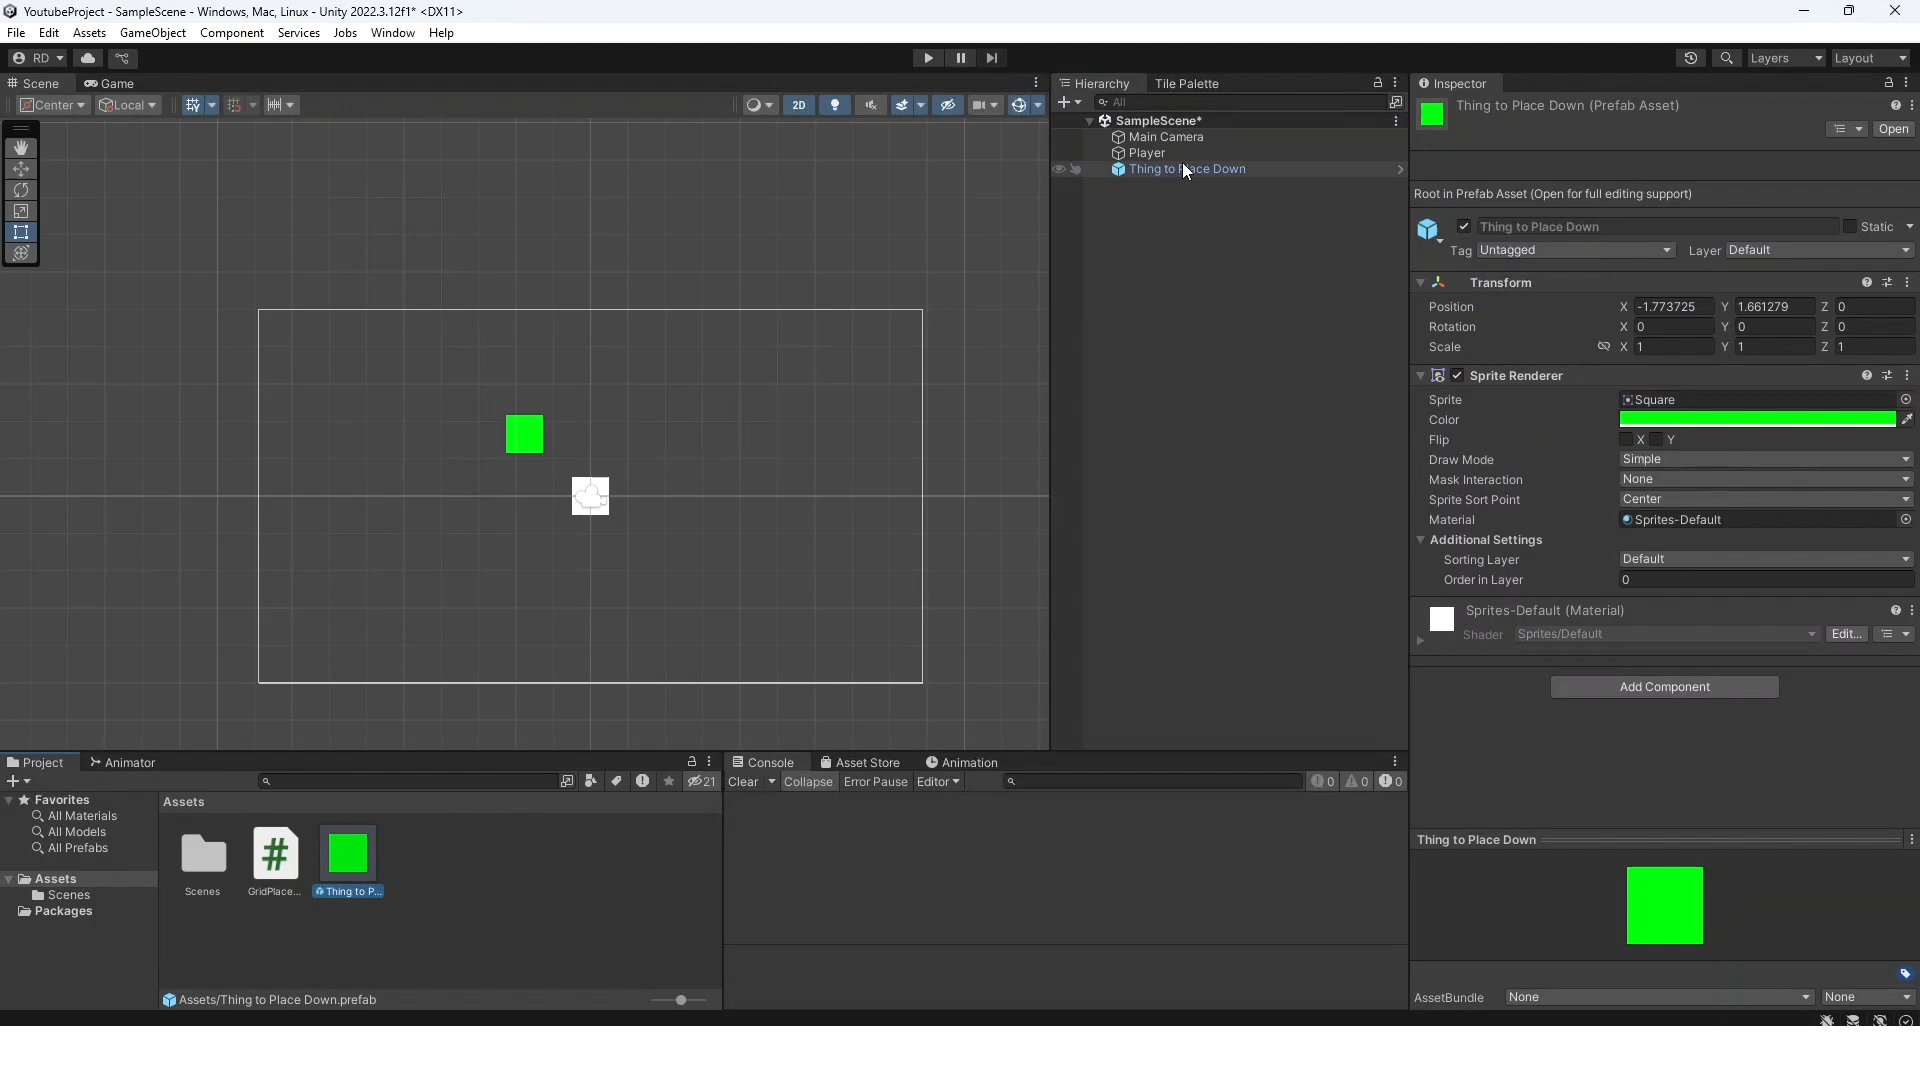 YoutubeProject - SampleScene - Windows, Mac, Linux - Unity 2022.3.12f1* <DX11>
File Edit Assets GameObject Component Services Jobs Window Help
RD Layers Layout
Scene Game
Center Local 2D
Hierarchy Tile Palette
All
SampleScene*
Main Camera
Player
Thing to Place Down
Inspector
Thing to Place Down (Prefab Asset)
Open
Root in Prefab Asset (Open for full editing support)
Thing to Place Down Static
Tag Untagged Layer Default
Transform
Position X -1.773725 Y 1.661279 Z 0
Rotation X 0 Y 0 Z 0
Scale X 1 Y 1 Z 1
Sprite Renderer
Sprite Square
Color
Flip X Y
Draw Mode Simple
Mask Interaction None
Sprite Sort Point Center
Material Sprites-Default
Additional Settings
Sorting Layer Default
Order in Layer 0
Sprites-Default (Material)
Shader Sprites/Default Edit...
Add Component
Project Animator
21
Favorites
All Materials
All Models
All Prefabs
Assets
Scenes
Packages
Assets
Scenes GridPlace... Thing to P...
Assets/Thing to Place Down.prefab
Console Asset Store Animation
Clear Collapse Error Pause Editor 0 0 0
Thing to Place Down
AssetBundle None None